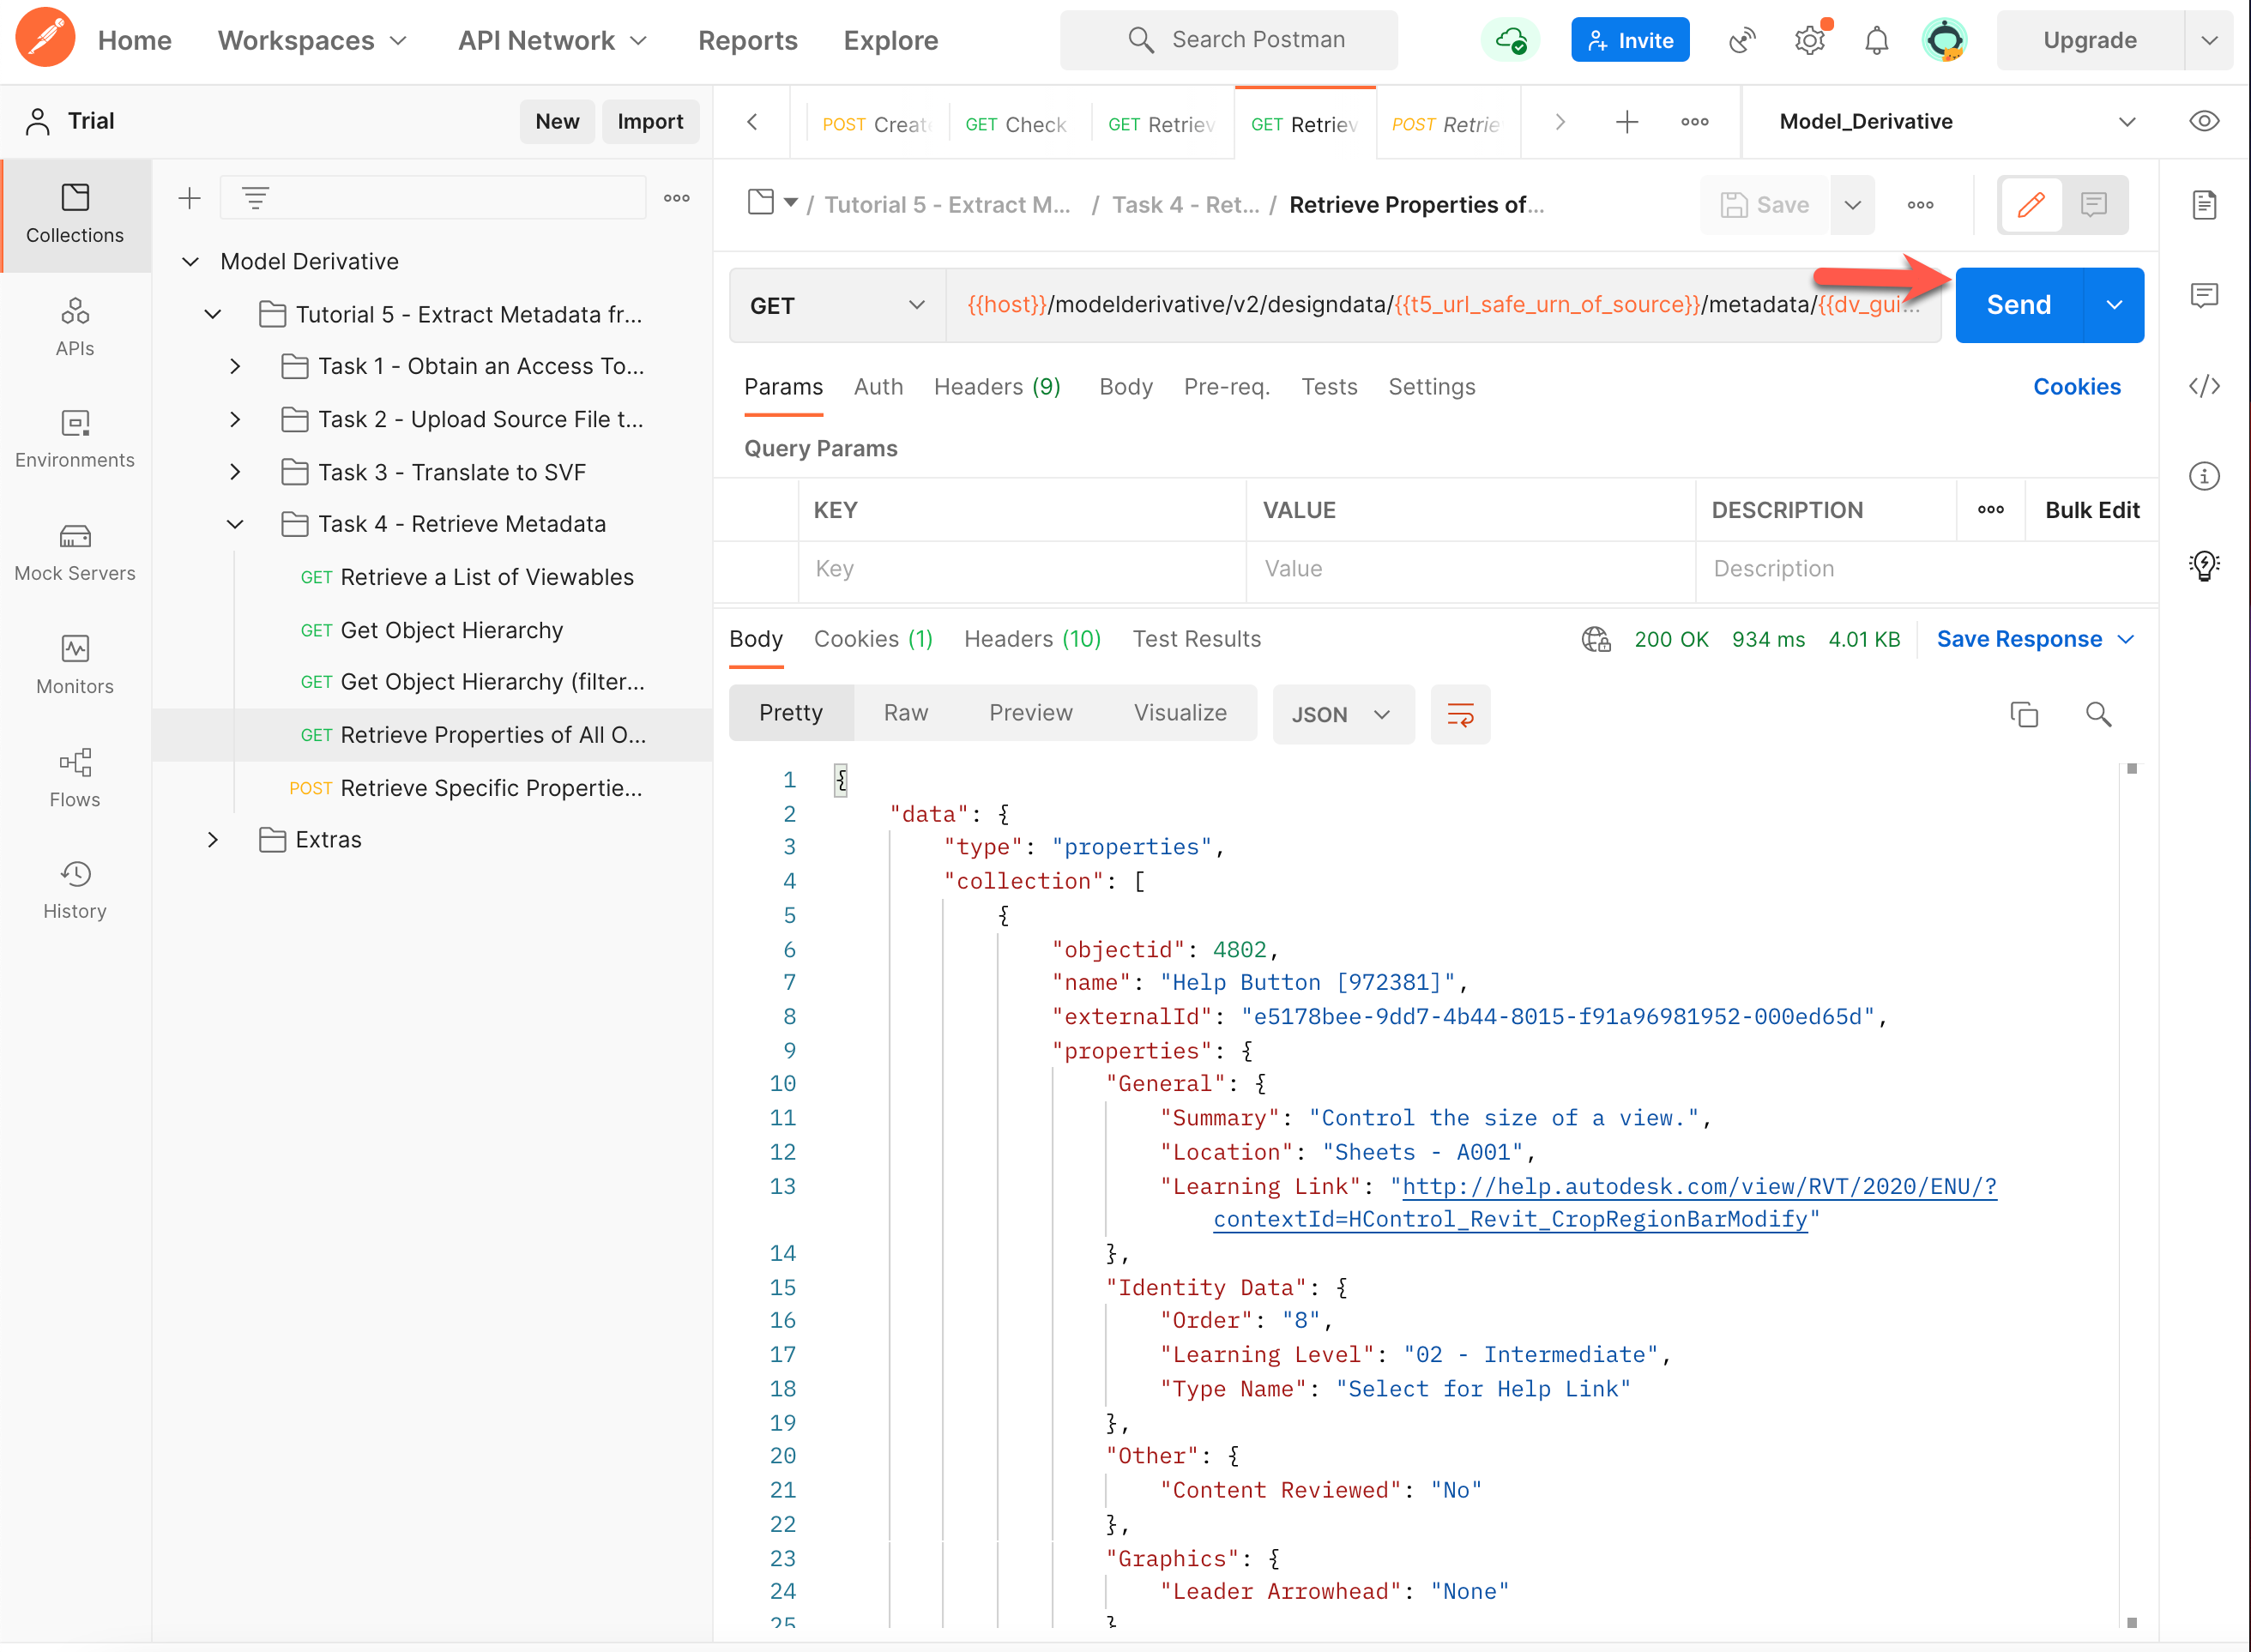 Home Workspaces API Network Reports Explore Search Postman Invite Upgrade
Trial New Import
POST Create GET Check GET Retriev GET Retriev POST Retrie Model_Derivative
Collections
APIs
Environments
Mock Servers
Monitors
Flows
History
Model Derivative
Tutorial 5 - Extract Metadata fr...
Task 1 - Obtain an Access To...
Task 2 - Upload Source File t...
Task 3 - Translate to SVF
Task 4 - Retrieve Metadata
GET Retrieve a List of Viewables
GET Get Object Hierarchy
GET Get Object Hierarchy (filter...
GET Retrieve Properties of All O...
POST Retrieve Specific Propertie...
Extras
/ Tutorial 5 - Extract M... / Task 4 - Ret... / Retrieve Properties of... Save
GET {{host}}/modelderivative/v2/designdata/{{t5_url_safe_urn_of_source}}/metadata/{{dv_gui... Send
Params Auth Headers (9) Body Pre-req. Tests Settings Cookies
Query Params
KEY VALUE DESCRIPTION Bulk Edit
Key Value Description
Body Cookies (1) Headers (10) Test Results 200 OK 934 ms 4.01 KB Save Response
Pretty Raw Preview Visualize JSON
1 {
2 "data": {
3 "type": "properties",
4 "collection": [
5 {
6 "objectid": 4802,
7 "name": "Help Button [972381]",
8 "externalId": "e5178bee-9dd7-4b44-8015-f91a96981952-000ed65d",
9 "properties": {
10 "General": {
11 "Summary": "Control the size of a view.",
12 "Location": "Sheets - A001",
13 "Learning Link": "http://help.autodesk.com/view/RVT/2020/ENU/?
contextId=HControl_Revit_CropRegionBarModify"
14 },
15 "Identity Data": {
16 "Order": "8",
17 "Learning Level": "02 - Intermediate",
18 "Type Name": "Select for Help Link"
19 },
20 "Other": {
21 "Content Reviewed": "No"
22 },
23 "Graphics": {
24 "Leader Arrowhead": "None"
25 }